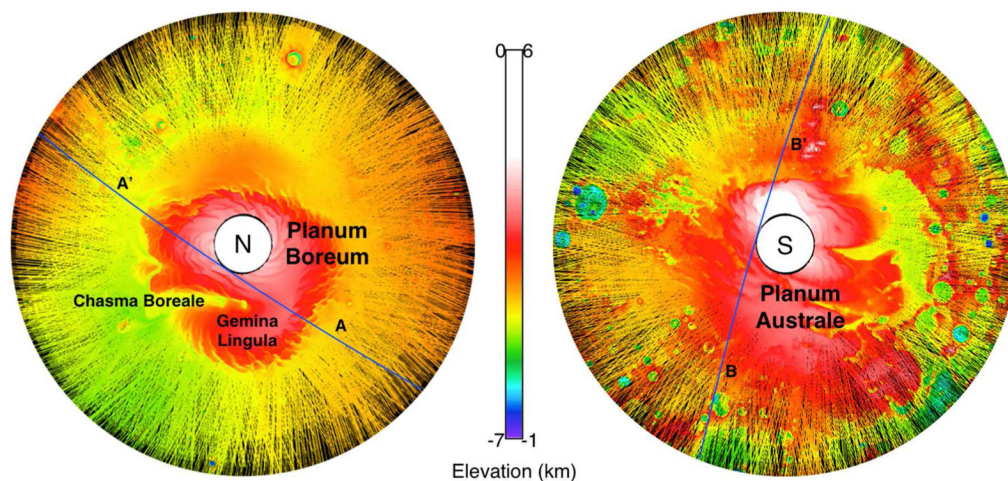 0 6
B'
A'
N
Planum
Boreum
S
Chasma Boreale
Gemina
Lingula
A
Planum
Australe
B
-7 -1
Elevation (km)